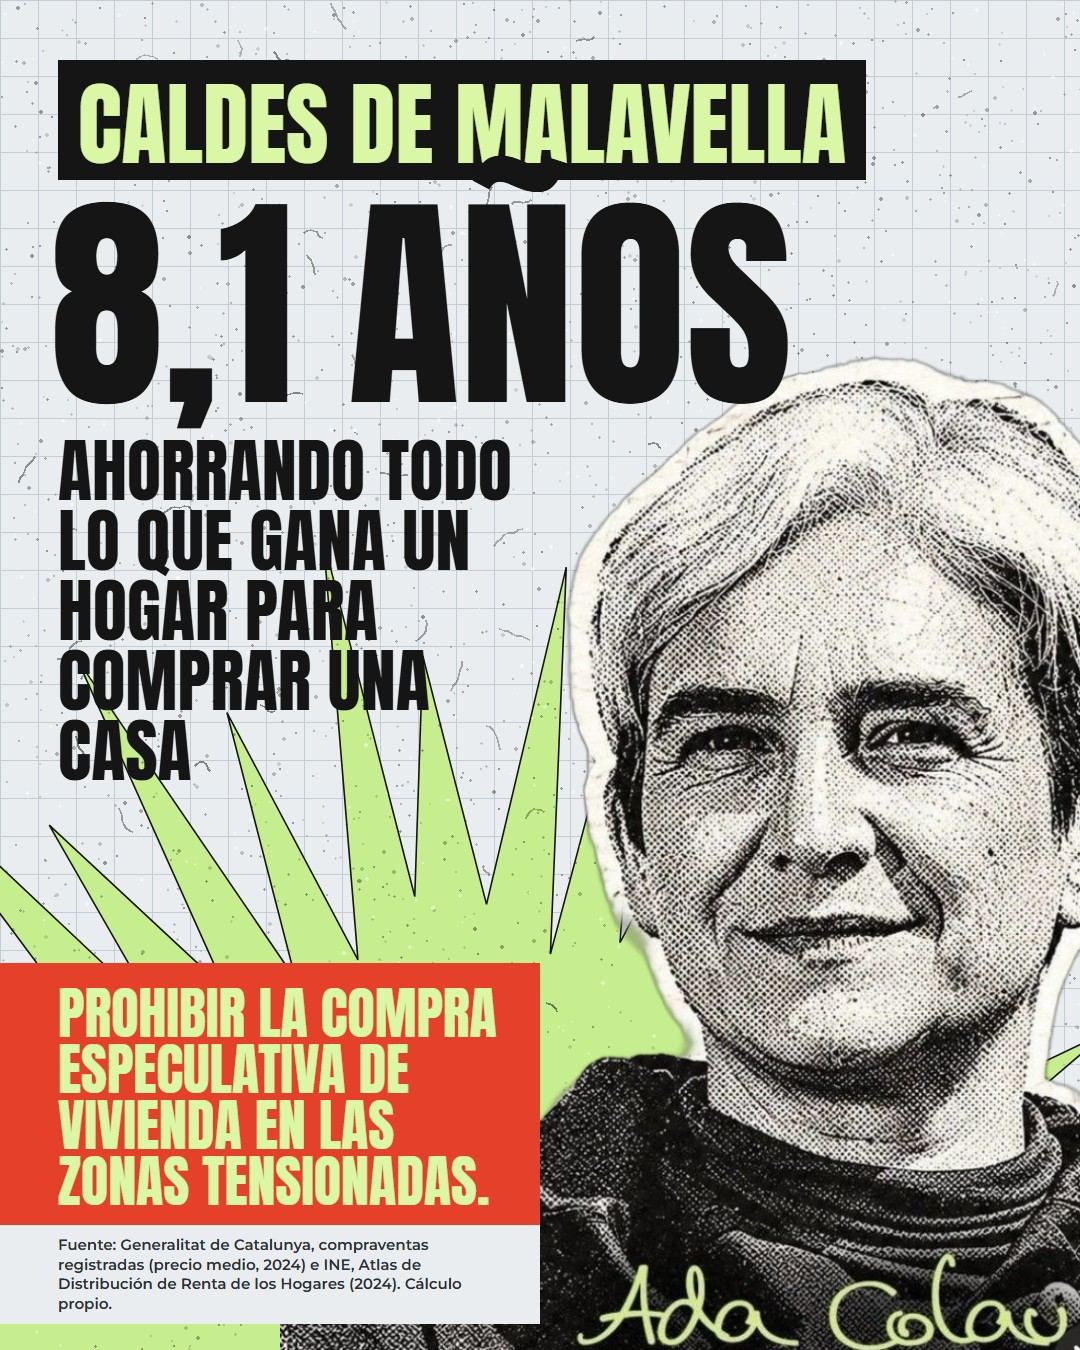 CALDES DE MALAVELLA
8,1 AÑOS
AHORRANDO TODO
LO QUE GANA UN
HOGAR PARA
COMPRAR UNA
CASA
PROHIBIR LA COMPRA
ESPECULATIVA DE
VIVIENDA EN LAS
ZONAS TENSIONADAS.
Fuente: Generalitat de Catalunya, compraventas
registradas (precio medio, 2024) e INE, Atlas de
Distribución de Renta de los Hogares (2024). Cálculo
propio.
Ada Colau